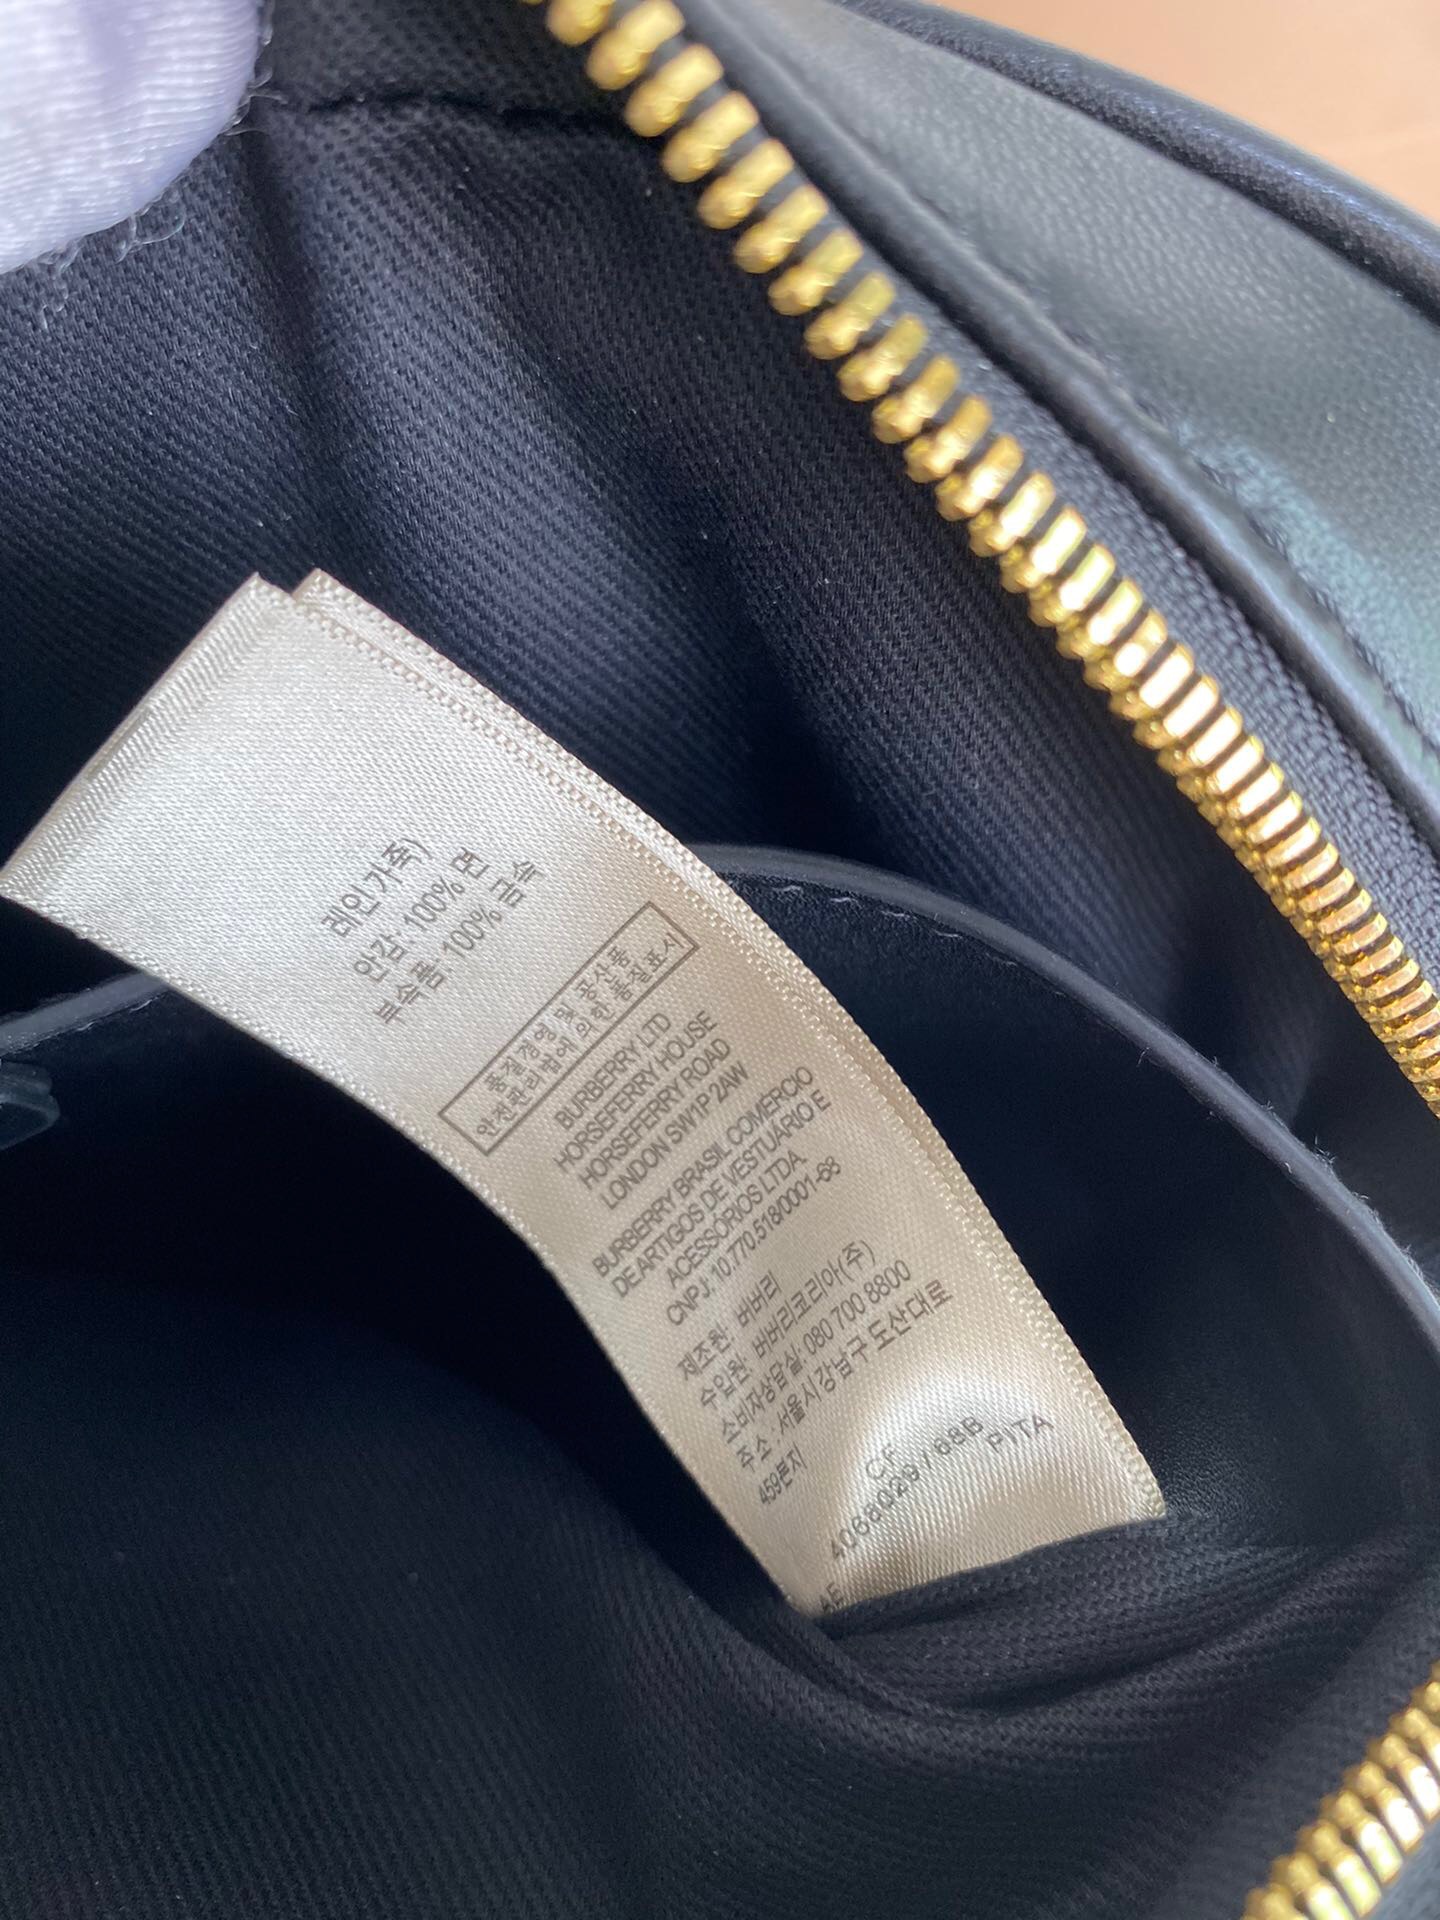 레인가죽)
안감: 100% 면
부속품: 100% 금속
품질경영 및 공산품
안전관리법에 의한 품질표시
BURBERRY LTD
HORSEFERRY HOUSE
HORSEFERRY ROAD
LONDON SW1P 2AW
BURBERRY BRASIL COMERCIO
DE ARTIGOS DE VESTUÁRIO E
ACESSÓRIOS LTDA.
CNPJ: 10.770.518/0001-68
제조원: 버버리
수입원: 버버리코리아(주)
소비자상담실: 080 700 8800
주소: 서울시 강남구 도산대로
459본지
CF
4068029 / 68B
PITA